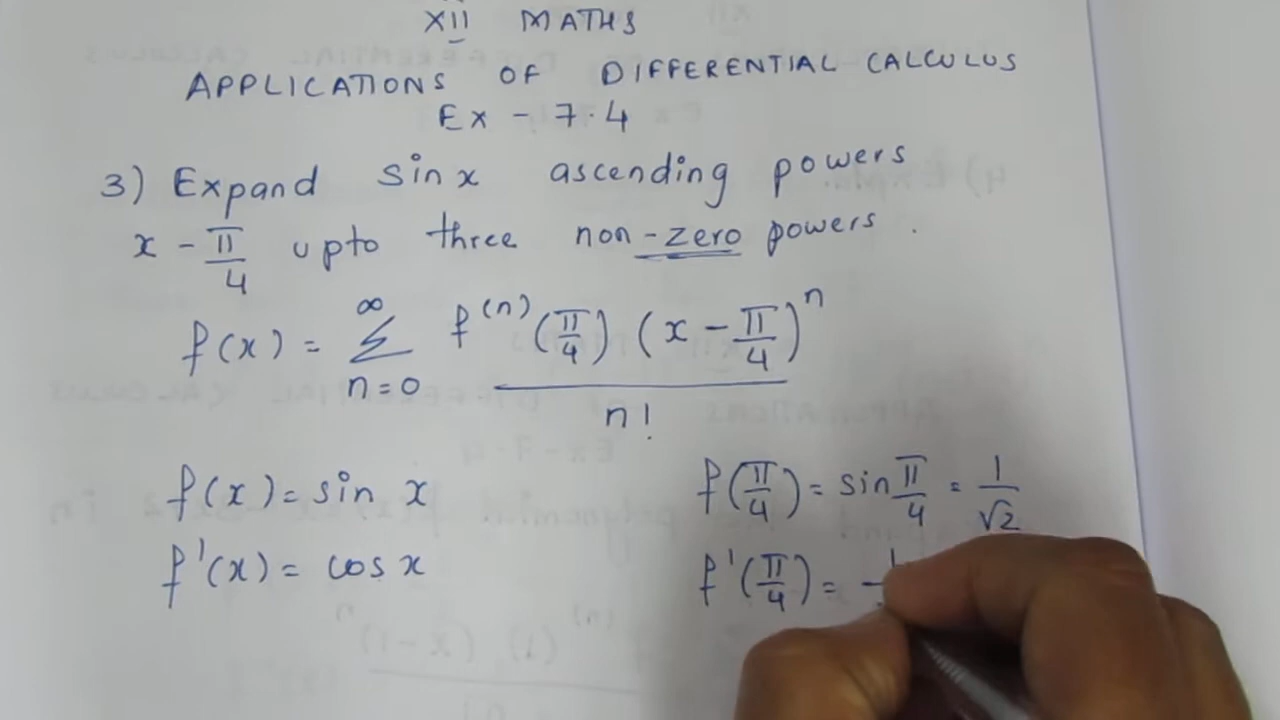 XII MATHS
APPLICATIONS OF DIFFERENTIAL CALCULUS
Ex - 7.4
3) Expand sin x ascending powers
x - π/4 upto three non-zero powers.
f(x) = ∑_{n=0}^{∞} f^{(n)}(π/4) (x - π/4)^n / n!
f(x) = sin x f(π/4) = sin π/4 = 1/√2
f'(x) = cos x f'(π/4) = 1